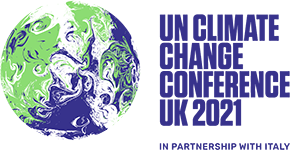 UN CLIMATE
CHANGE
CONFERENCE
UK 2021
IN PARTNERSHIP WITH ITALY